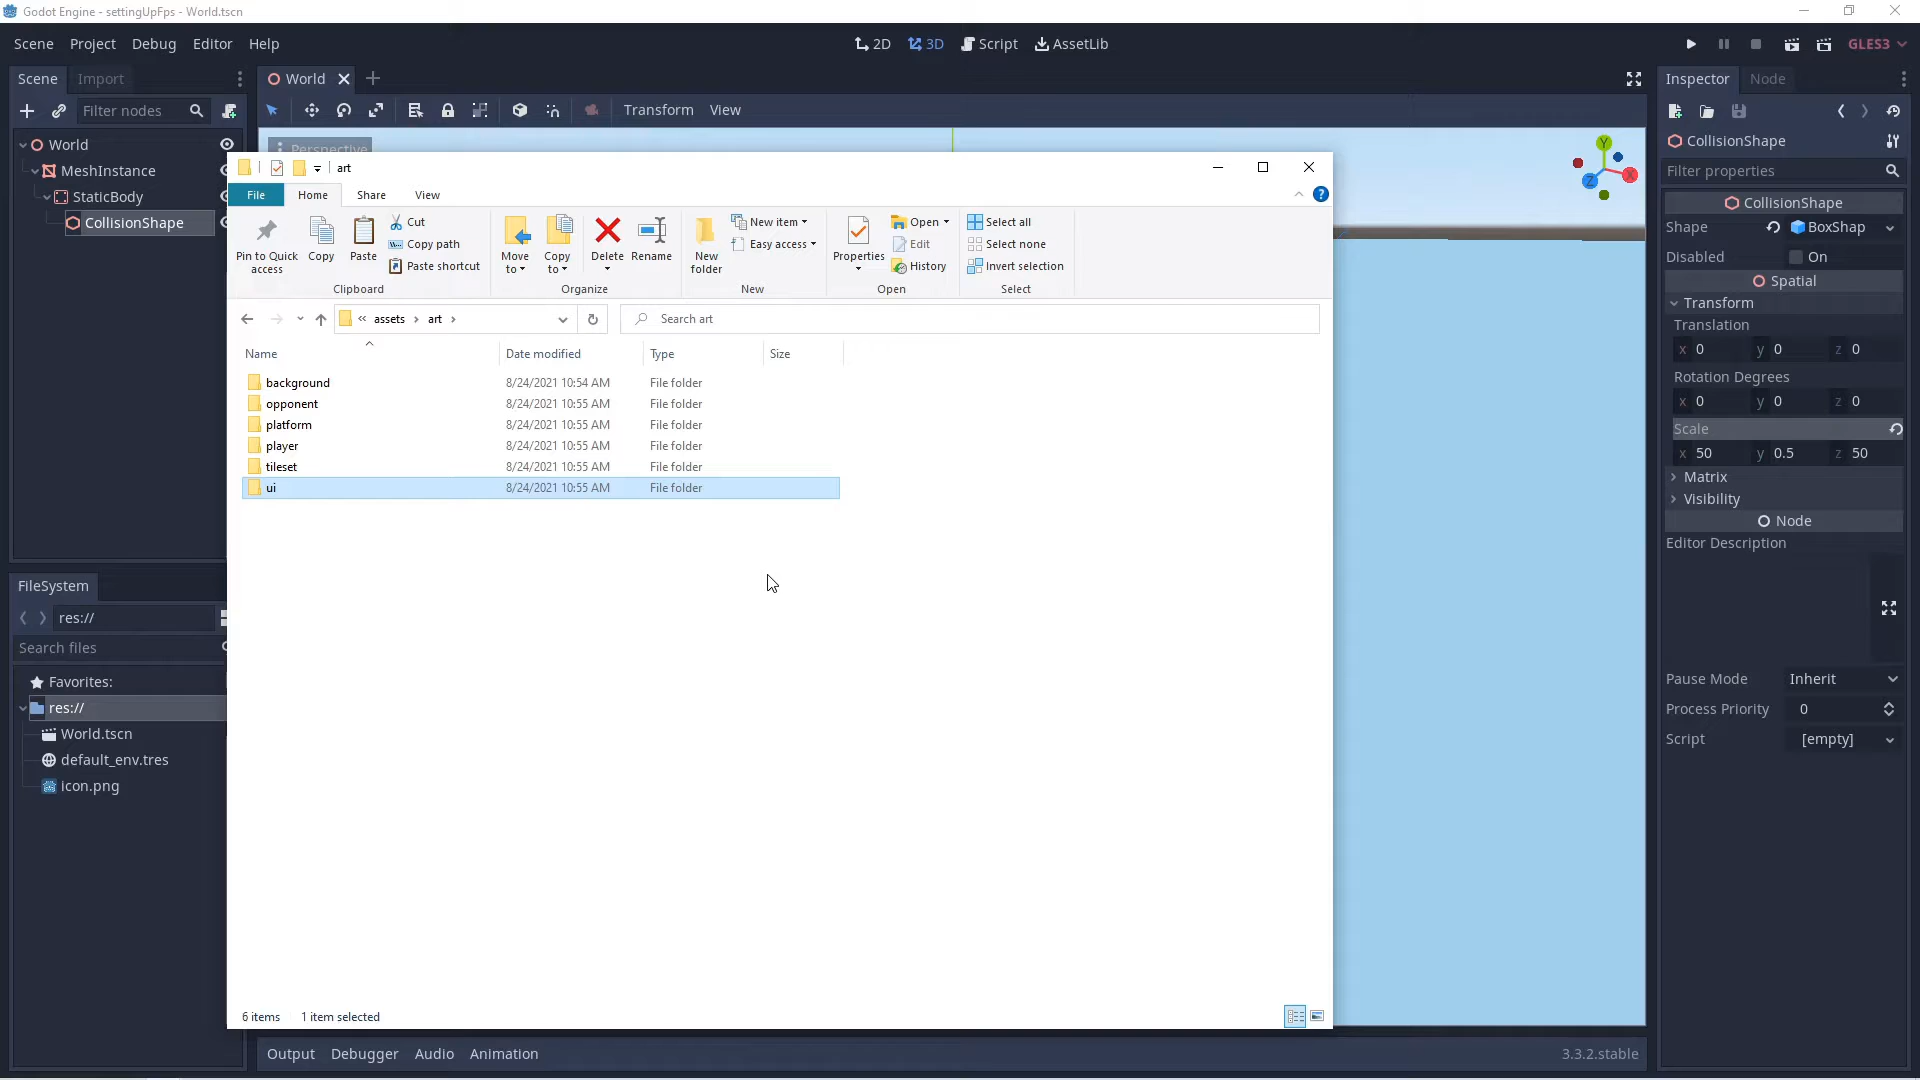 Godot Engine - settingUpFps - World.tscn
Scene Project Debug Editor Help
2D 3D Script AssetLib
GLES3
Scene Import
World
Inspector Node
Filter nodes
Transform View
World
MeshInstance
StaticBody
CollisionShape
Perspective
art
File Home Share View
Pin to Quick access
Copy
Paste
Cut
Copy path
Paste shortcut
Clipboard
Move to
Copy to
Delete
Rename
Organize
New folder
New item
Easy access
New
Properties
Open
Edit
History
Open
Select all
Select none
Invert selection
Select
« assets › art ›
Search art
Name Date modified Type Size
background 8/24/2021 10:54 AM File folder
opponent 8/24/2021 10:55 AM File folder
platform 8/24/2021 10:55 AM File folder
player 8/24/2021 10:55 AM File folder
tileset 8/24/2021 10:55 AM File folder
ui 8/24/2021 10:55 AM File folder
6 items 1 item selected
FileSystem
res://
Search files
Favorites:
res://
World.tscn
default_env.tres
icon.png
Output Debugger Audio Animation
3.3.2.stable
CollisionShape
Filter properties
CollisionShape
Shape BoxShap
Disabled On
Spatial
Transform
Translation
x 0 y 0 z 0
Rotation Degrees
x 0 y 0 z 0
Scale
x 50 y 0.5 z 50
Matrix
Visibility
Node
Editor Description
Pause Mode Inherit
Process Priority 0
Script [empty]
Y
X
Z